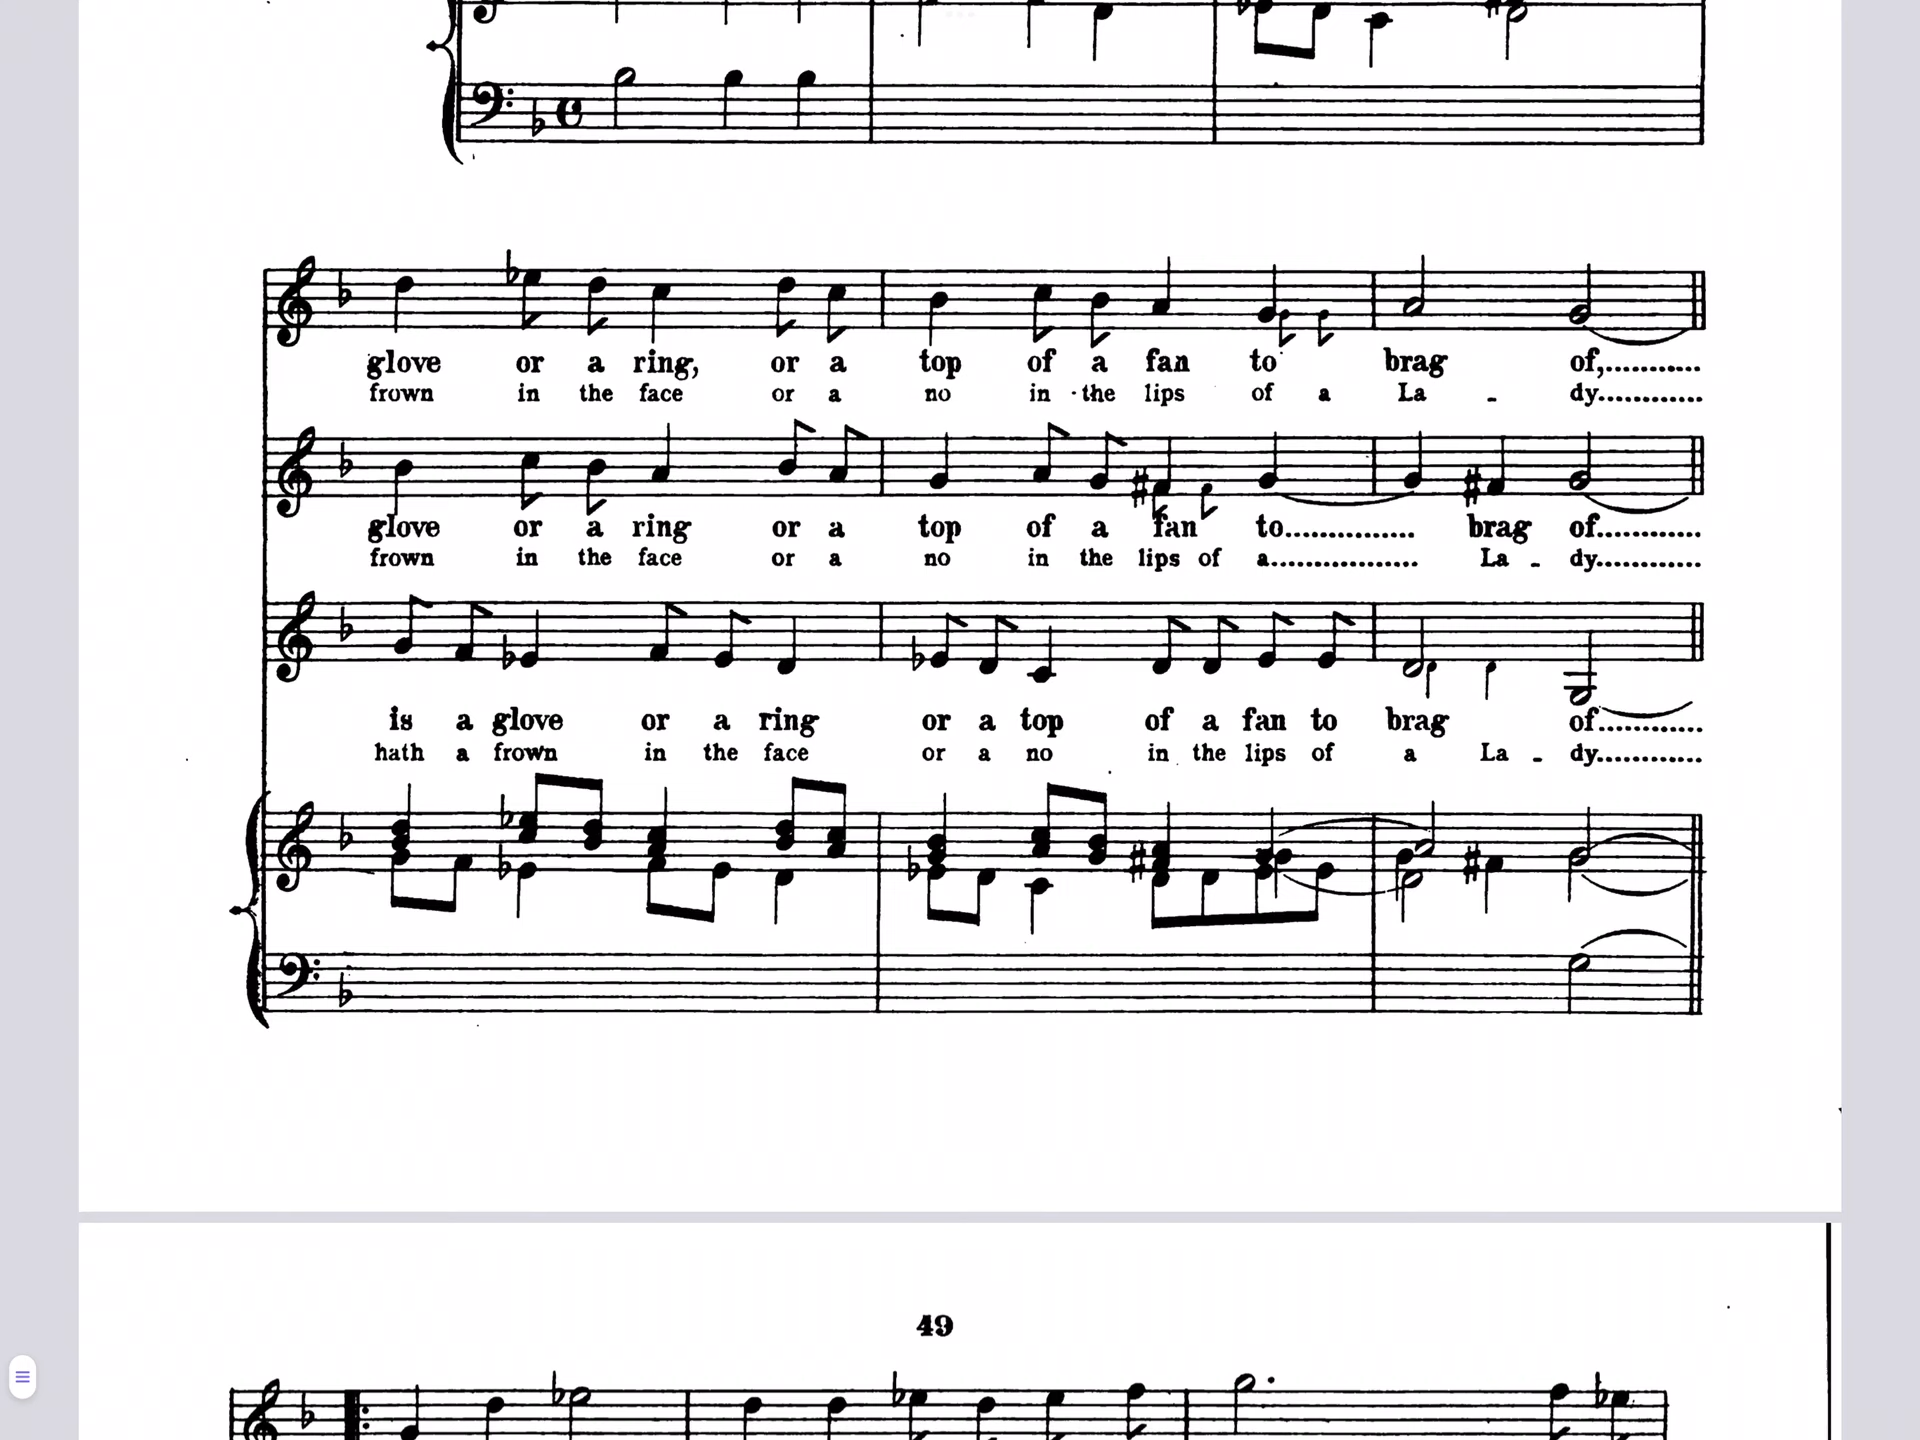 glove or a ring, or a top of a fan to brag of,............
frown in the face or a no in the lips of a La - dy.............
glove or a ring or a top of a fan to................ brag of............
frown in the face or a no in the lips of a.................. La - dy.............
is a glove or a ring or a top of a fan to brag of............
hath a frown in the face or a no in the lips of a La - dy.............
49